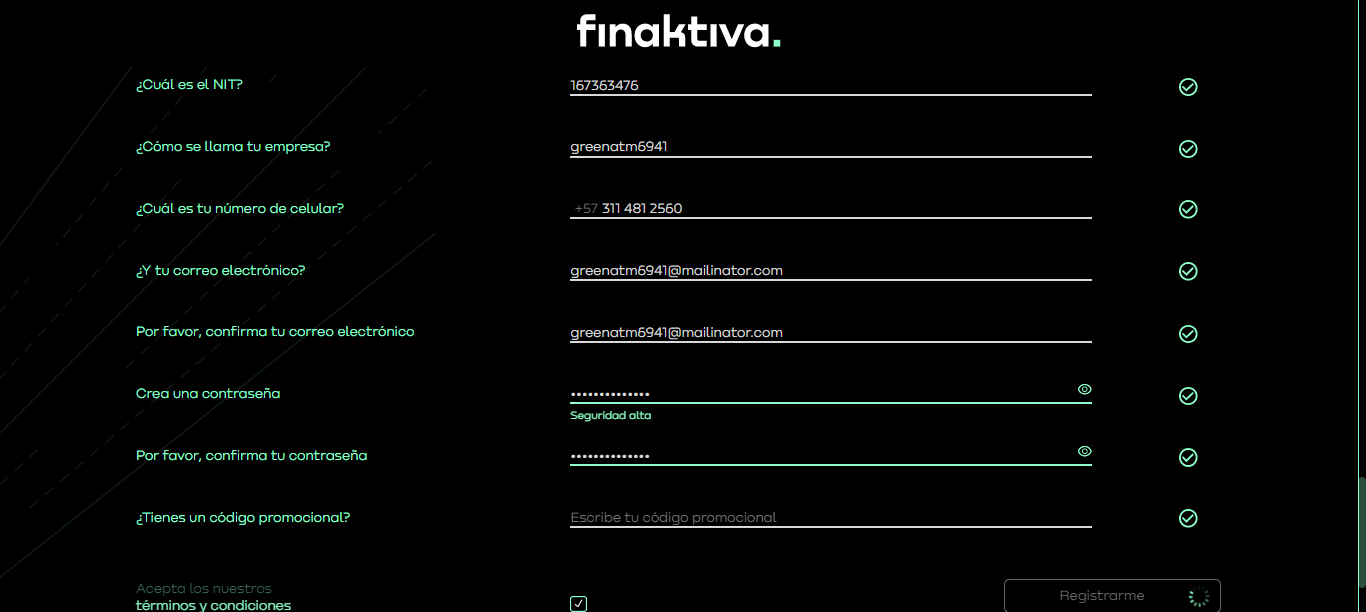 finaktiva.
¿Cuál es el NIT? 167363476
¿Cómo se llama tu empresa? greenatm6941
¿Cuál es tu número de celular? +57 311 481 2560
¿Y tu correo electrónico? greenatm6941@mailinator.com
Por favor, confirma tu correo electrónico greenatm6941@mailinator.com
Crea una contraseña ••••••••••••••
Seguridad alta
Por favor, confirma tu contraseña ••••••••••••••
¿Tienes un código promocional? Escribe tu código promocional
Acepta los nuestros
términos y condiciones
Registrarme